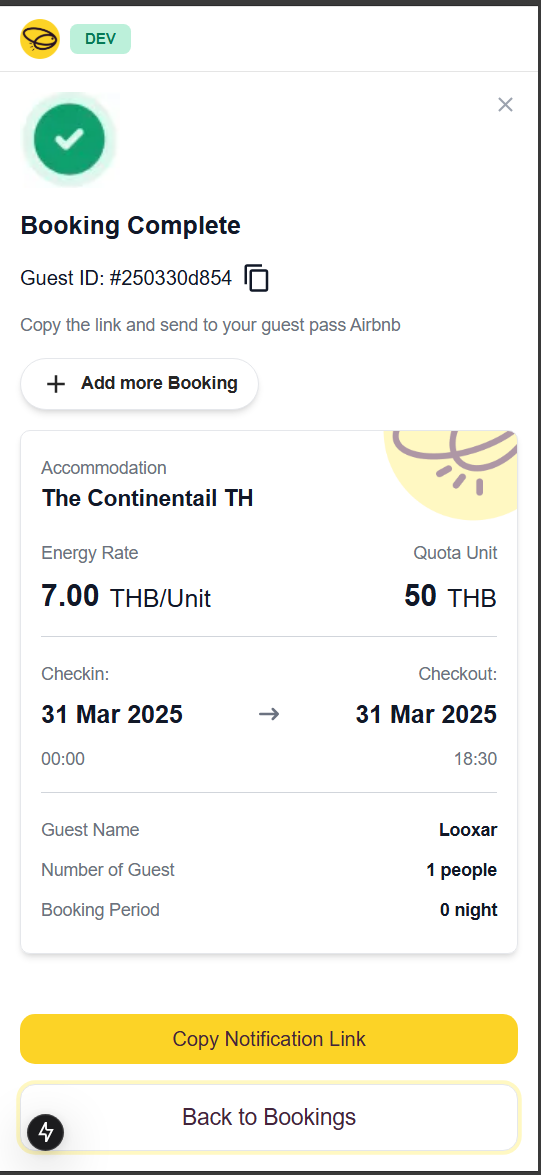 DEV
Booking Complete
Guest ID: #250330d854
Copy the link and send to your guest pass Airbnb
Add more Booking
Accommodation
The Continentail TH
Energy Rate Quota Unit
7.00 THB/Unit 50 THB
Checkin: Checkout:
31 Mar 2025 → 31 Mar 2025
00:00 18:30
Guest Name Looxar
Number of Guest 1 people
Booking Period 0 night
Copy Notification Link
Back to Bookings